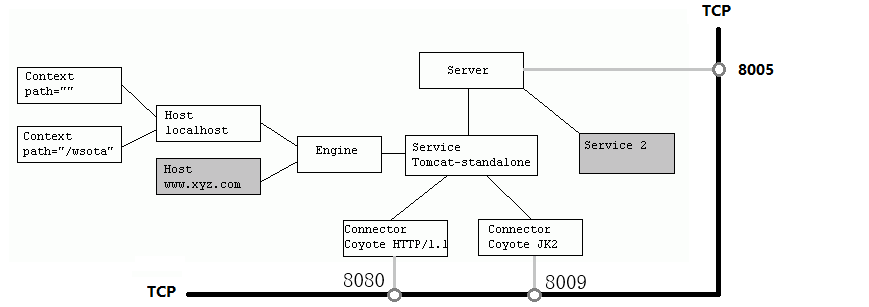 TCP
8005
Server
Context
path=""
Host
localhost
Context
path="/wsota"
Engine
Service
Tomcat-standalone
Service 2
Host
www.xyz.com
Connector
Coyote HTTP/1.1
Connector
Coyote JK2
8080
8009
TCP